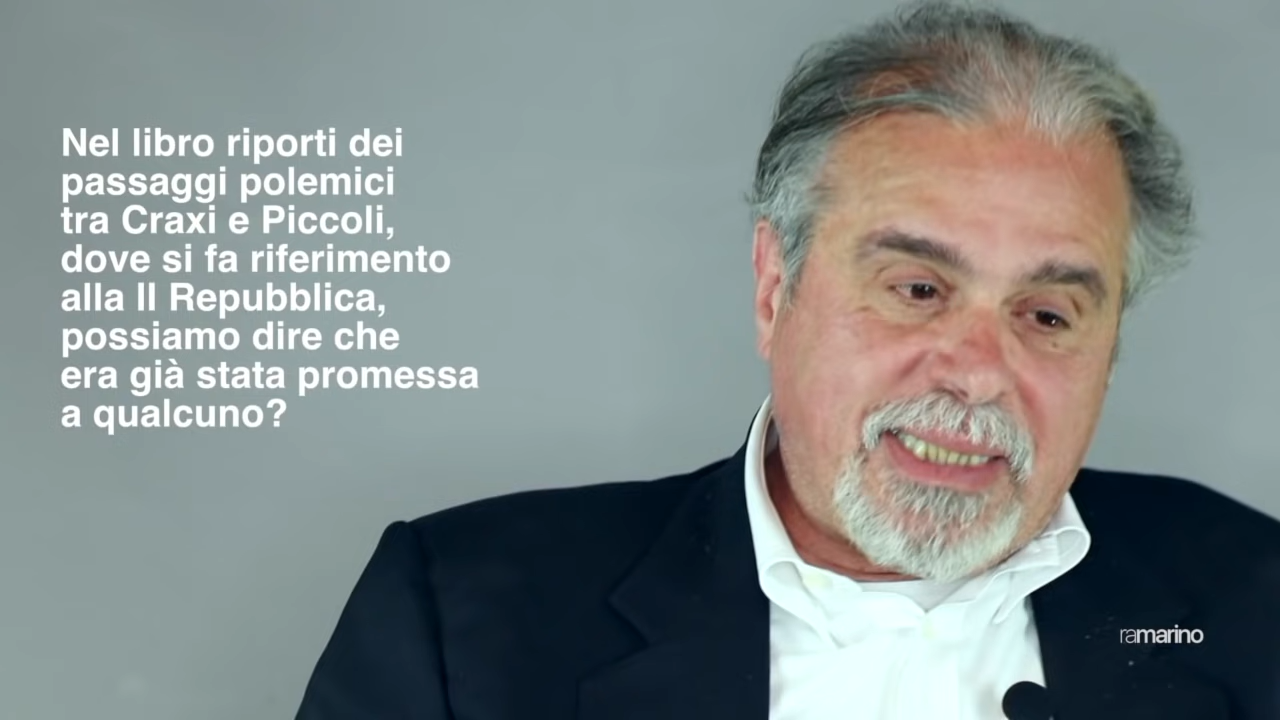 Nel libro riporti dei
passaggi polemici
tra Craxi e Piccoli,
dove si fa riferimento
alla II Repubblica,
possiamo dire che
era già stata promessa
a qualcuno?
ramarino